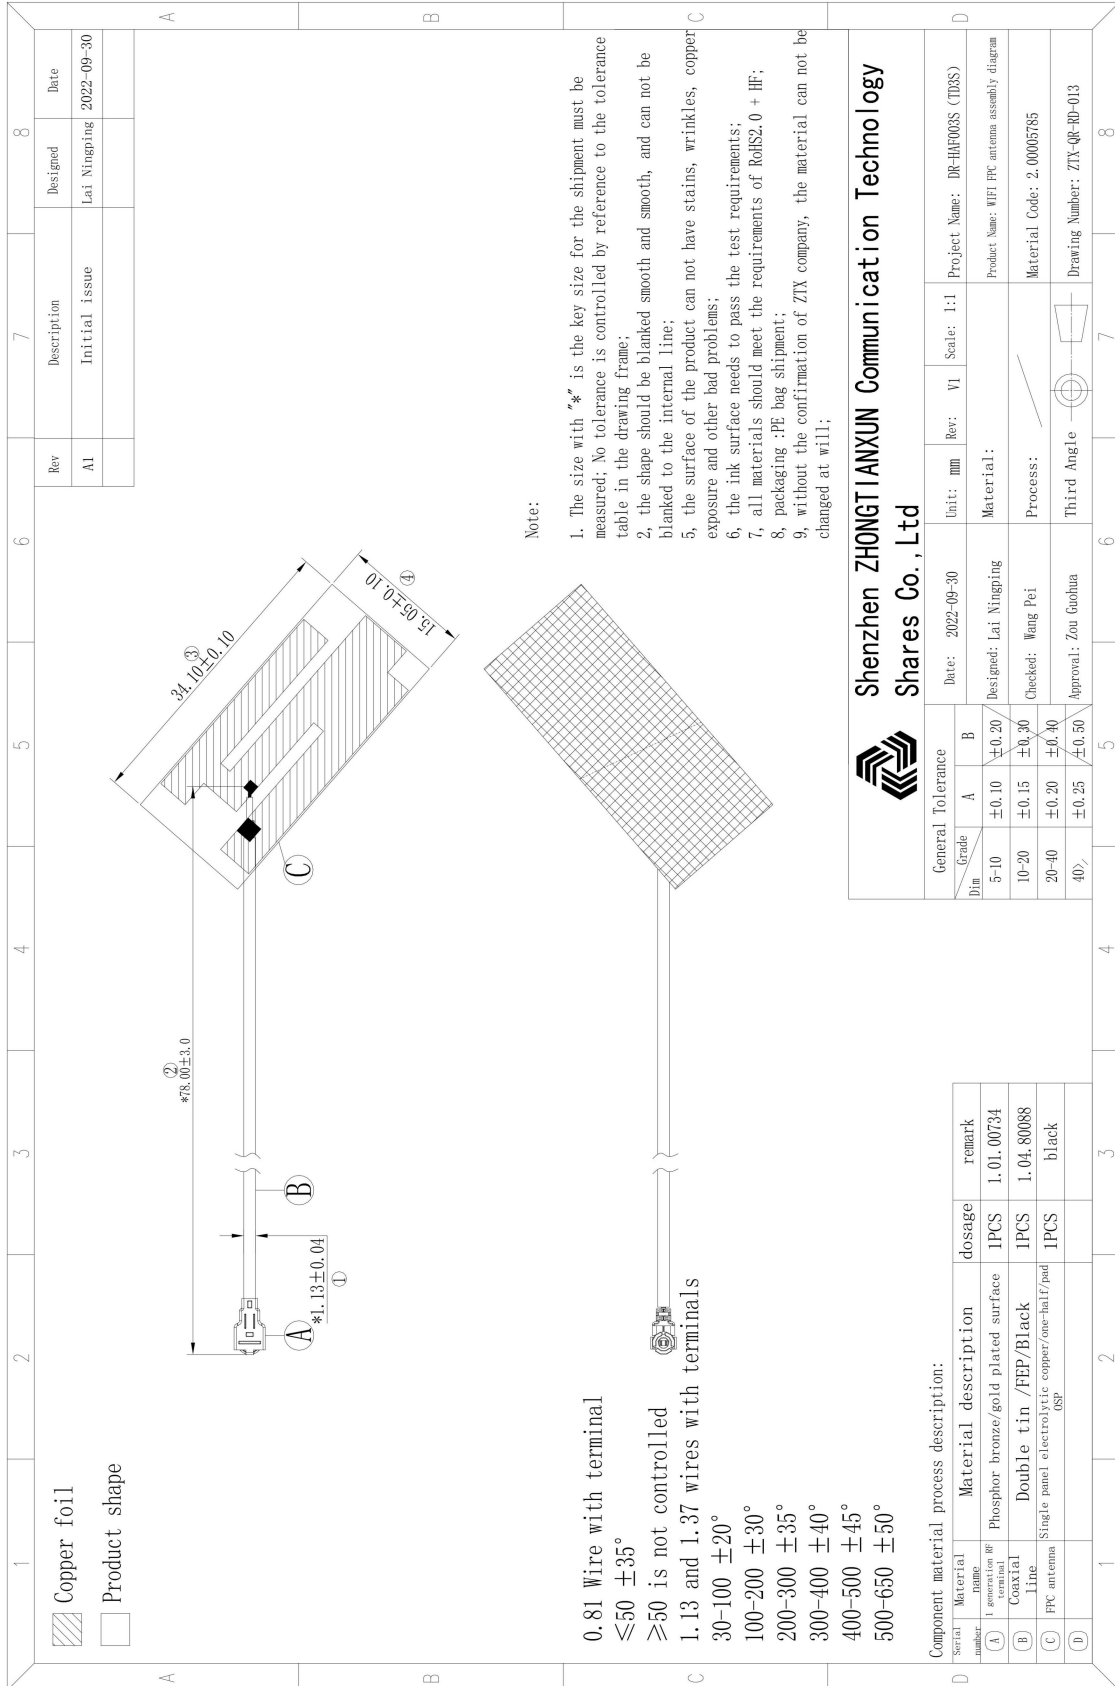 1 2 3 4 5 6 7 8
A
B
C
D
A
B
C
D
1 2 3 4 5 6 7 8
Copper foil
Product shape
Rev Description Designed Date
A1 Initial issue Lai Ningping 2022-09-30
②
*78.00±3.0
34.10±0.10
③
15.05±0.10
④
*1.13±0.04
①
A
B
C
0.81 Wire with terminal
≤50 ±35°
>50 is not controlled
1.13 and 1.37 wires with terminals
30-100 ±20°
100-200 ±30°
200-300 ±35°
300-400 ±40°
400-500 ±45°
500-650 ±50°
Note:
1. The size with "*" is the key size for the shipment must be
measured; No tolerance is controlled by reference to the tolerance
table in the drawing frame;
2, the shape should be blanked smooth and smooth, and can not be
blanked to the internal line;
5, the surface of the product can not have stains, wrinkles, copper
exposure and other bad problems;
6, the ink surface needs to pass the test requirements;
7, all materials should meet the requirements of RoHS2.0 + HF;
8, packaging :PE bag shipment;
9, without the confirmation of ZTX company, the material can not be
changed at will;
Component material process description:
Serial number Material name Material description dosage remark
A 1 generation RF terminal Phosphor bronze/gold plated surface 1PCS 1.01.00734
B Coaxial line Double tin /FEP/Black 1PCS 1.04.80088
C FPC antenna Single panel electrolytic copper/one-half/pad OSP 1PCS black
D
Shenzhen ZHONGTIANXUN Communication Technology
Shares Co.,Ltd
General Tolerance
Dim Grade A B
5-10 ±0.10 ±0.20
10-20 ±0.15 ±0.30
20-40 ±0.20 ±0.40
40> ±0.25 ±0.50
Date: 2022-09-30 Unit: mm Rev: V1 Scale: 1:1 Project Name: DR-HAF003S (TD3S)
Designed: Lai Ningping Material: Product Name: WIFI FPC antenna assembly diagram
Checked: Wang Pei Process: Material Code: 2.00005785
Approval: Zou Guohua Third Angle Drawing Number: ZTX-QR-RD-013